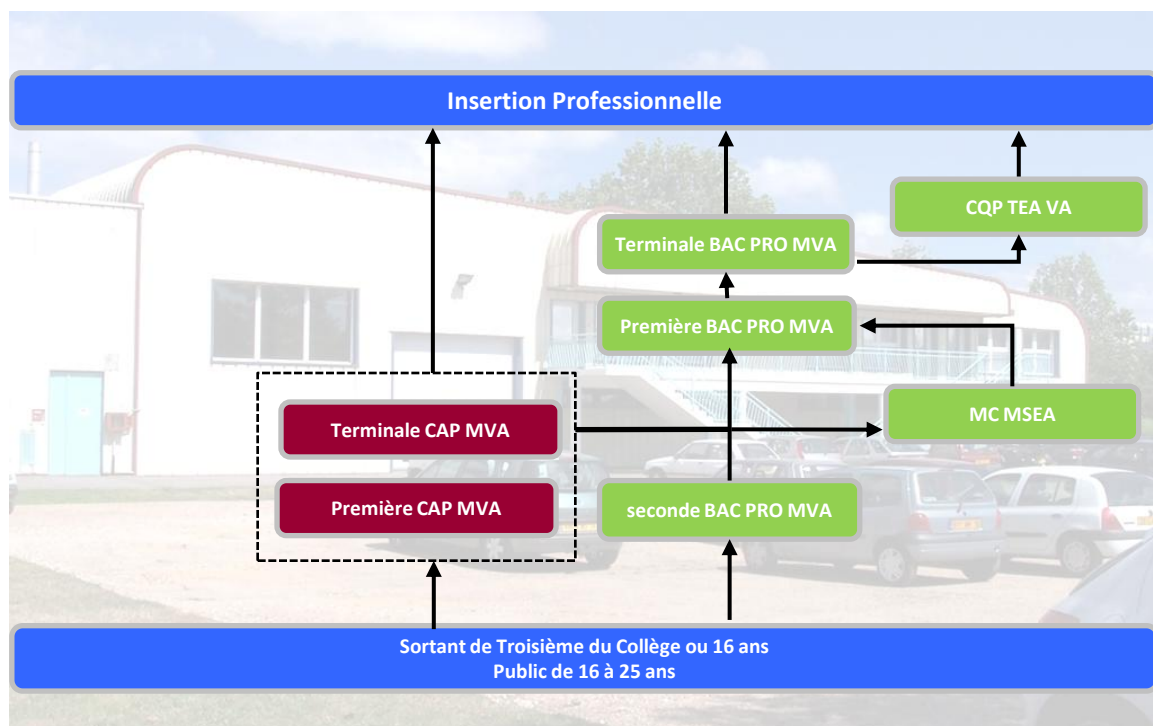 Insertion Professionnelle
CQP TEA VA
Terminale BAC PRO MVA
Première BAC PRO MVA
MC MSEA
Terminale CAP MVA
Première CAP MVA
seconde BAC PRO MVA
Sortant de Troisième du Collège ou 16 ans
Public de 16 à 25 ans